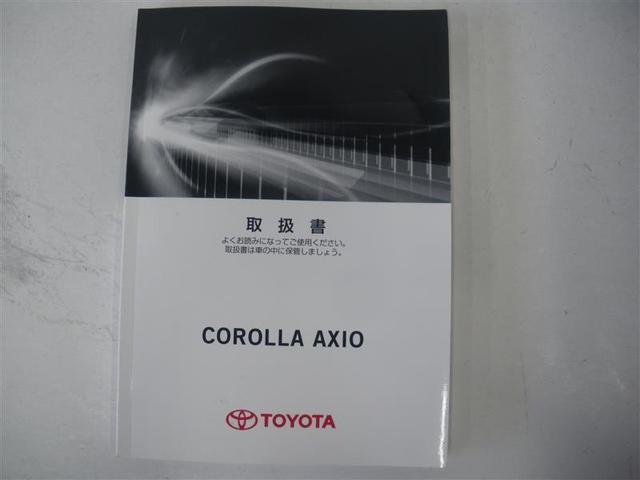 取扱書
よくお読みになってご使用ください。
取扱書は車の中に保管しましょう。
COROLLA AXIO
TOYOTA